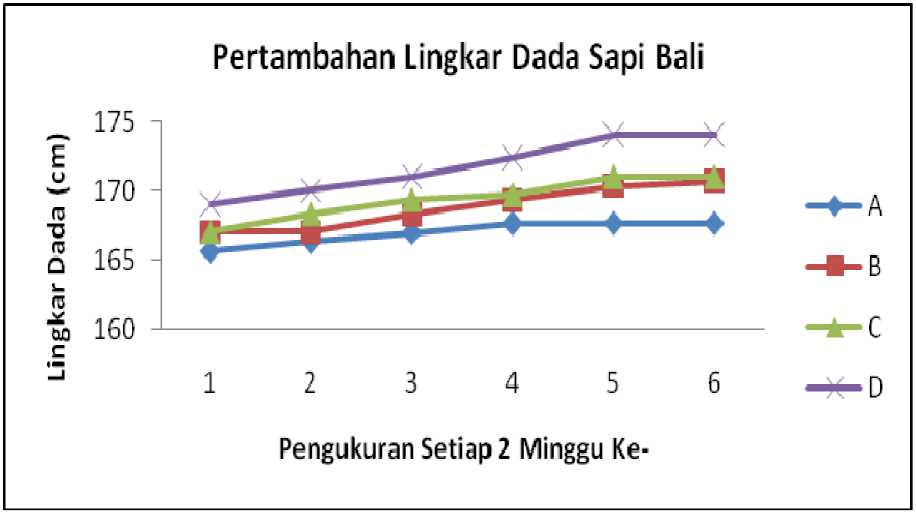 Pertambahan Lingkar Dada Sapi Bali
Lingkar Dada (cm)
175
170
165
160
1 2 3 4 5 6
Pengukuran Setiap 2 Minggu Ke-
A
B
C
D